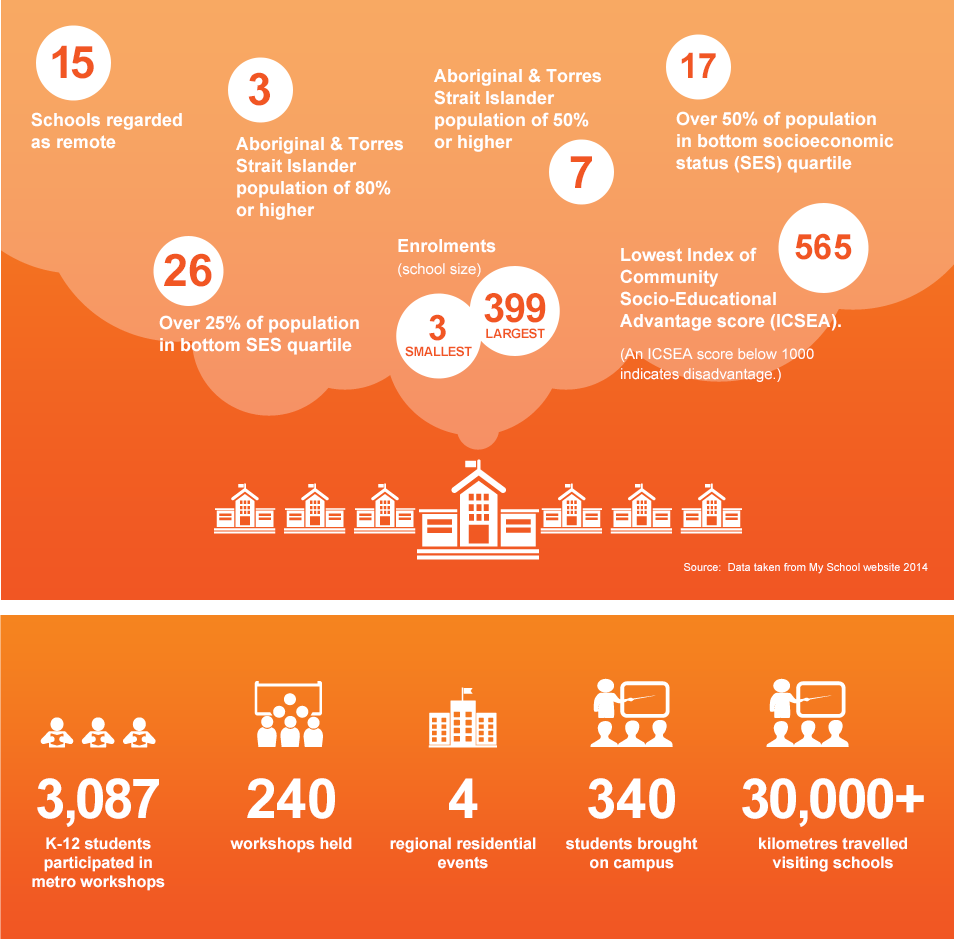 15
Schools regarded
as remote
3
Aboriginal & Torres
Strait Islander
population of 80%
or higher
Aboriginal & Torres
Strait Islander
population of 50%
or higher
7
17
Over 50% of population
in bottom socioeconomic
status (SES) quartile
26
Over 25% of population
in bottom SES quartile
Enrolments
(school size)
3
SMALLEST
399
LARGEST
565
Lowest Index of
Community
Socio-Educational
Advantage score (ICSEA).
(An ICSEA score below 1000
indicates disadvantage.)
Source: Data taken from My School website 2014
3,087
K-12 students
participated in
metro workshops
240
workshops held
4
regional residential
events
340
students brought
on campus
30,000+
kilometres travelled
visiting schools